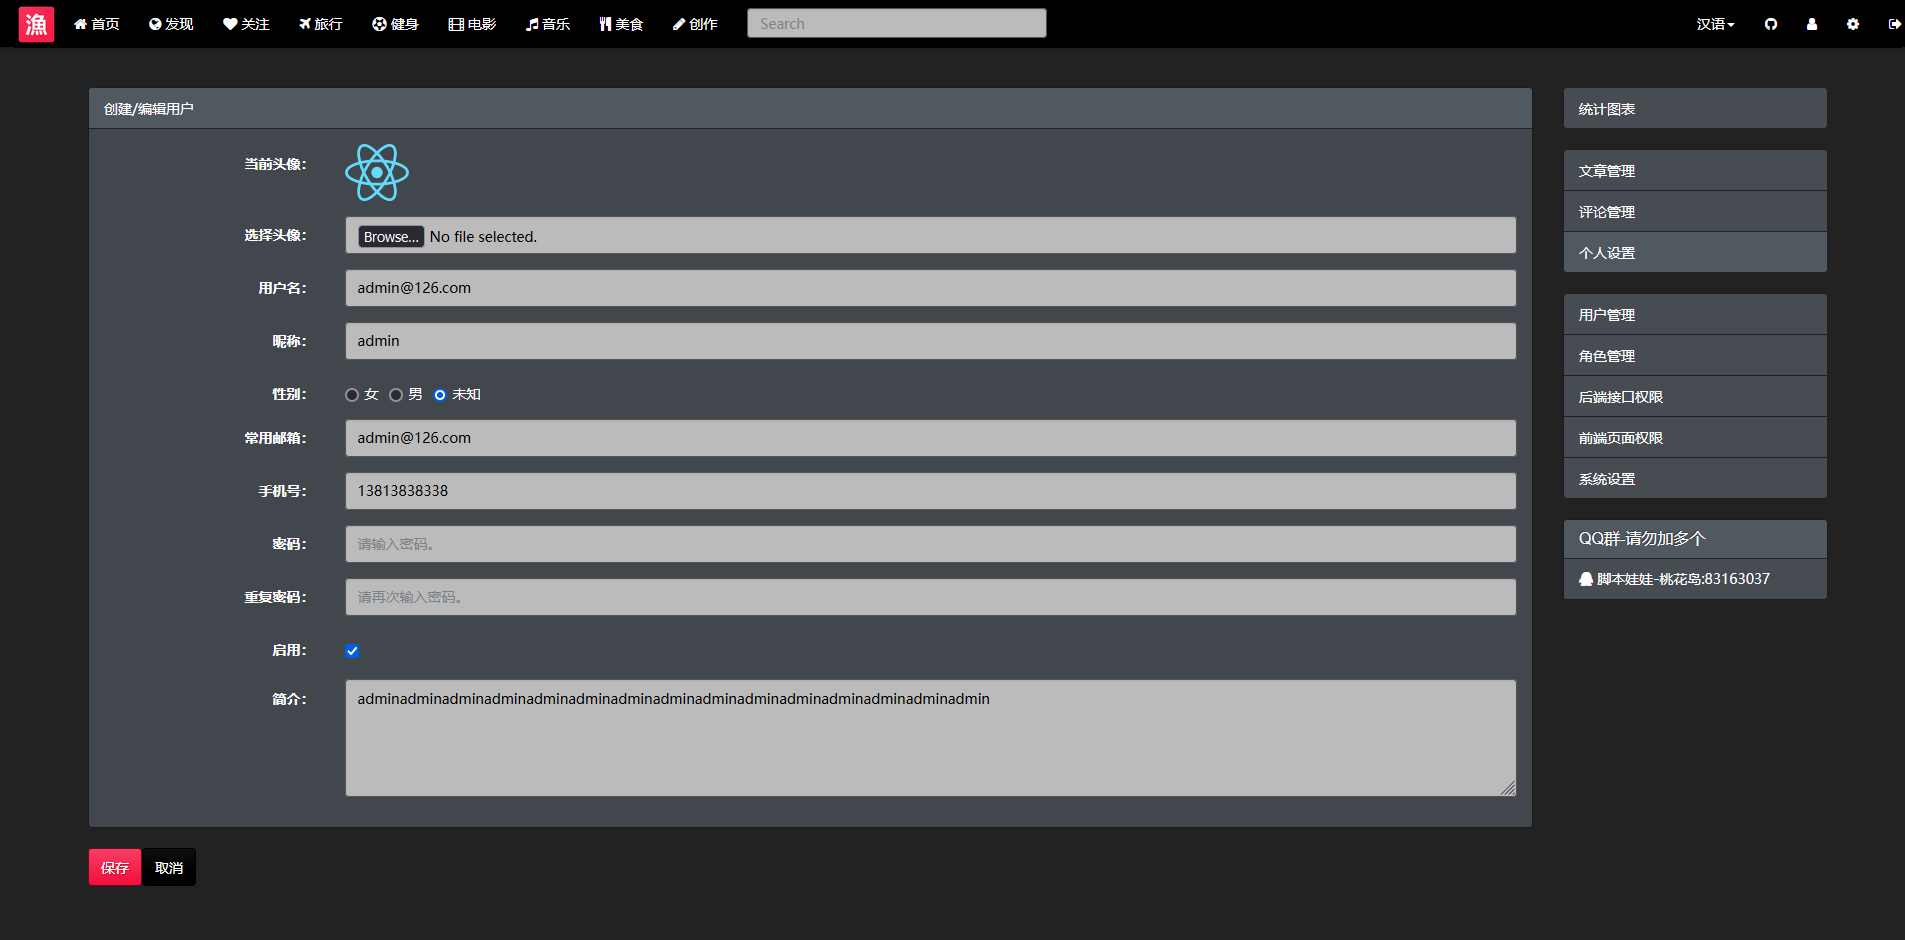 漁 首页 发现 关注 旅行 健身 电影 音乐 美食 创作 Search 汉语
创建/编辑用户
当前头像：
选择头像： Browse... No file selected.
用户名： admin@126.com
昵称： admin
性别： 女 男 未知
常用邮箱： admin@126.com
手机号： 13813838338
密码： 请输入密码。
重复密码： 请再次输入密码。
启用：
简介： adminadminadminadminadminadminadminadminadminadminadminadminadminadminadmin
保存 取消
统计图表
文章管理
评论管理
个人设置
用户管理
角色管理
后端接口权限
前端页面权限
系统设置
QQ群-请勿加多个
脚本娃娃-桃花岛:83163037